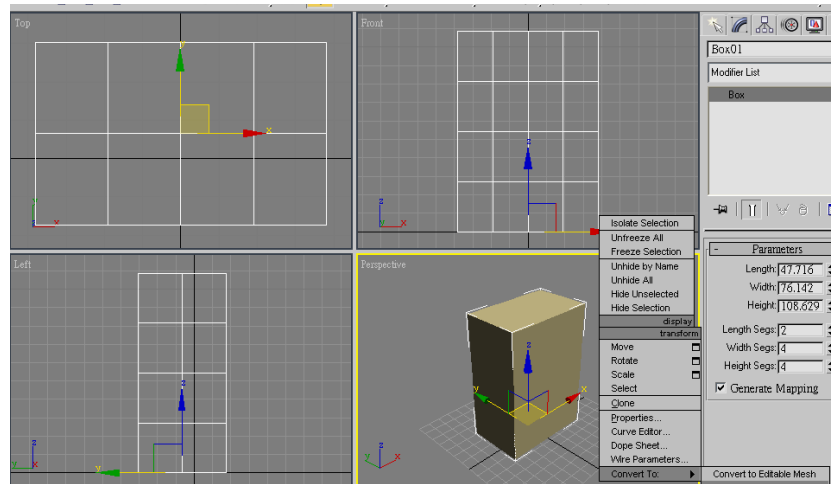 Top
y
x
z
y
x
Front
z
z
x
Box01
Modifier List
Box
Isolate Selection
Unfreeze All
Freeze Selection
Unhide by Name
Unhide All
Hide Unselected
Hide Selection
display
transform
Move
Rotate
Scale
Select
Clone
Properties...
Curve Editor...
Dope Sheet...
Wire Parameters...
Convert To:
Convert to Editable Mesh
- Parameters
Length: 47.716
Width: 76.142
Height: 108.629
Length Segs: 2
Width Segs: 4
Height Segs: 4
Generate Mapping
Left
z
y
z
y
x
Perspective
z
y
x
z
y
x